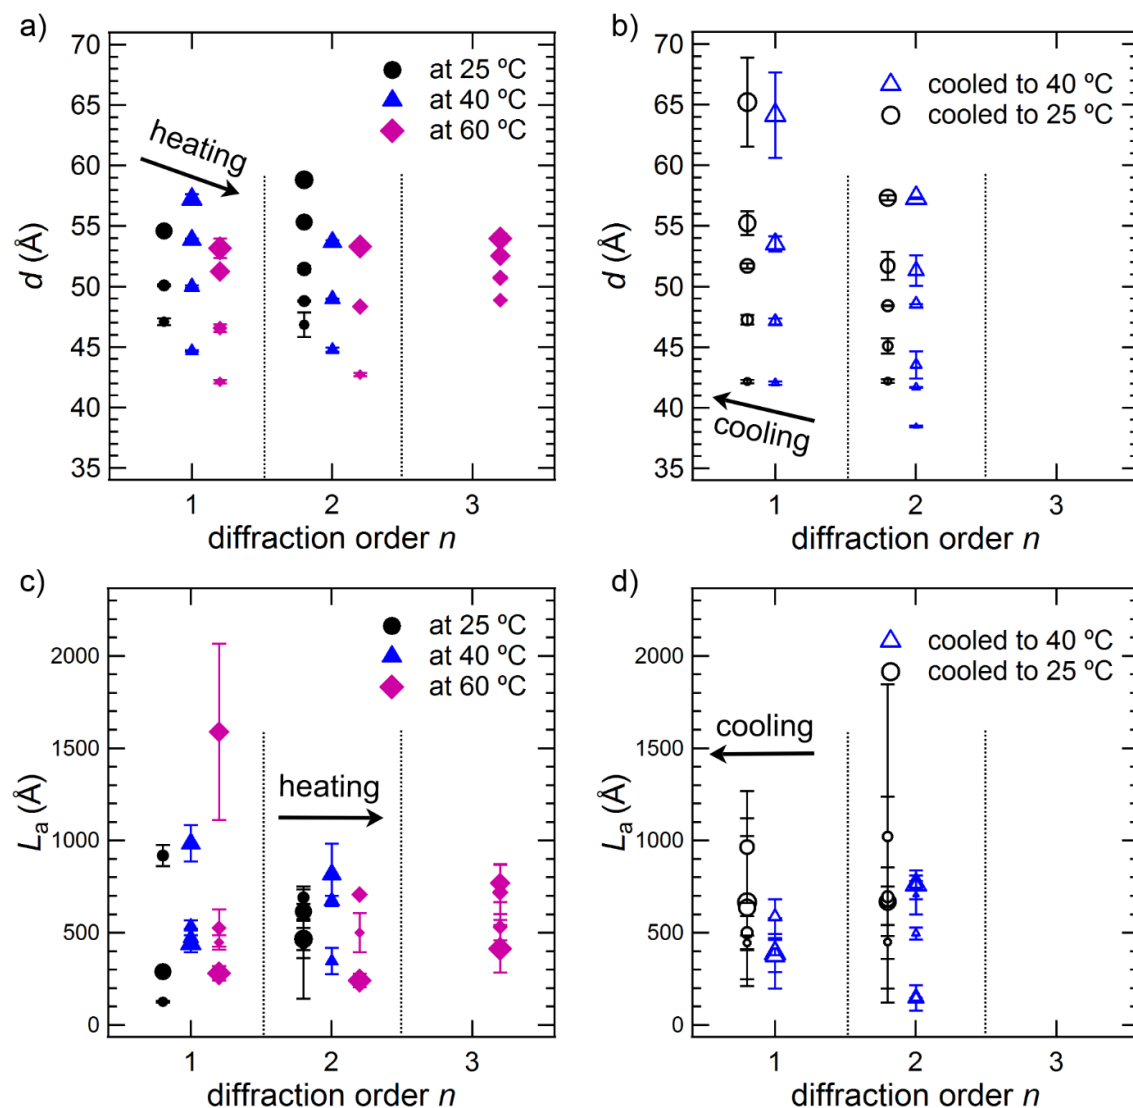 a)
70
65
60
55
50
45
40
35
d (Å)
at 25 ºC
at 40 ºC
at 60 ºC
heating
1 2 3
diffraction order n
b)
70
65
60
55
50
45
40
35
d (Å)
cooled to 40 ºC
cooled to 25 ºC
cooling
1 2 3
diffraction order n
c)
2000
1500
1000
500
0
La (Å)
at 25 ºC
at 40 ºC
at 60 ºC
heating
1 2 3
diffraction order n
d)
2000
1500
1000
500
0
La (Å)
cooled to 40 ºC
cooled to 25 ºC
cooling
1 2 3
diffraction order n